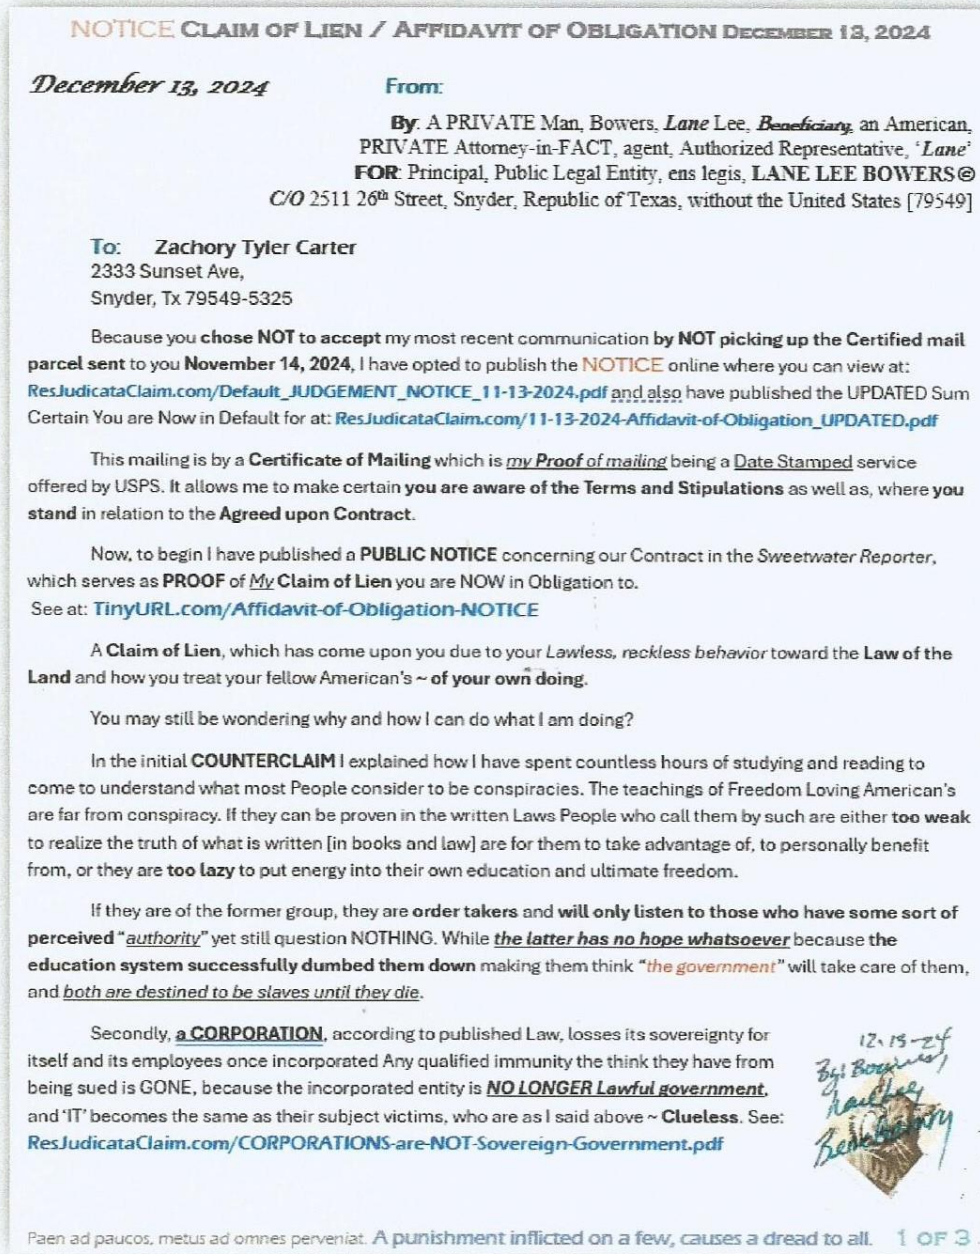 NOTICE CLAIM OF LIEN / AFFIDAVIT OF OBLIGATION DECEMBER 13, 2024
December 13, 2024
From:
By: A PRIVATE Man, Bowers, Lane Lee, Beneficiary, an American,
PRIVATE Attorney-in-FACT, agent, Authorized Representative, ‘Lane’
FOR: Principal, Public Legal Entity, ens legis, LANE LEE BOWERS©
C/O 2511 26th Street, Snyder, Republic of Texas, without the United States [79549]
To: Zachory Tyler Carter
2333 Sunset Ave,
Snyder, Tx 79549-5325
Because you chose NOT to accept my most recent communication by NOT picking up the Certified mail
parcel sent to you November 14, 2024, I have opted to publish the NOTICE online where you can view at:
ResJudicataClaim.com/Default_JUDGEMENT_NOTICE_11-13-2024.pdf and also have published the UPDATED Sum
Certain You are Now in Default for at: ResJudicataClaim.com/11-13-2024-Affidavit-of-Obligation_UPDATED.pdf
This mailing is by a Certificate of Mailing which is my Proof of mailing being a Date Stamped service
offered by USPS. It allows me to make certain you are aware of the Terms and Stipulations as well as, where you
stand in relation to the Agreed upon Contract.
Now, to begin I have published a PUBLIC NOTICE concerning our Contract in the Sweetwater Reporter,
which serves as PROOF of My Claim of Lien you are NOW in Obligation to.
See at: TinyURL.com/Affidavit-of-Obligation-NOTICE
A Claim of Lien, which has come upon you due to your Lawless, reckless behavior toward the Law of the
Land and how you treat your fellow American's ~ of your own doing.
You may still be wondering why and how I can do what I am doing?
In the initial COUNTERCLAIM I explained how I have spent countless hours of studying and reading to
come to understand what most People consider to be conspiracies. The teachings of Freedom Loving American's
are far from conspiracy. If they can be proven in the written Laws People who call them by such are either too weak
to realize the truth of what is written [in books and law] are for them to take advantage of, to personally benefit
from, or they are too lazy to put energy into their own education and ultimate freedom.
If they are of the former group, they are order takers and will only listen to those who have some sort of
perceived “authority” yet still question NOTHING. While the latter has no hope whatsoever because the
education system successfully dumbed them down making them think “the government” will take care of them,
and both are destined to be slaves until they die.
Secondly, a CORPORATION, according to published Law, losses its sovereignty for
itself and its employees once incorporated Any qualified immunity the think they have from
being sued is GONE, because the incorporated entity is NO LONGER Lawful government,
and ‘IT’ becomes the same as their subject victims, who are as I said above ~ Clueless. See:
ResJudicataClaim.com/CORPORATIONS-are-NOT-Sovereign-Government.pdf
12-13-24
By: Bowers,
Lane Lee
Beneficiary
Paen ad paucos, metus ad omnes perveniat. A punishment inflicted on a few, causes a dread to all. 1 OF 3